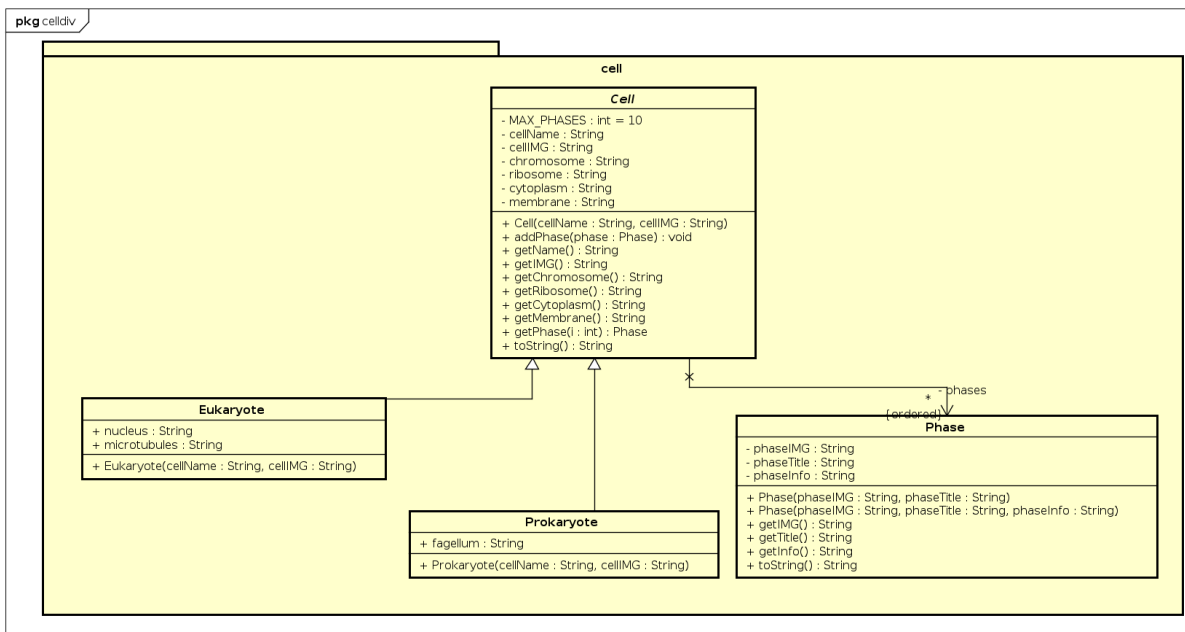 pkg celldiv
cell
Cell
- MAX_PHASES : int = 10
- cellName : String
- cellIMG : String
- chromosome : String
- ribosome : String
- cytoplasm : String
- membrane : String
+ Cell(cellName : String, cellIMG : String)
+ addPhase(phase : Phase) : void
+ getName() : String
+ getIMG() : String
+ getChromosome() : String
+ getRibosome() : String
+ getCytoplasm() : String
+ getMembrane() : String
+ getPhase(i : int) : Phase
+ toString() : String
- phases
*
{ordered}
Eukaryote
+ nucleus : String
+ microtubules : String
+ Eukaryote(cellName : String, cellIMG : String)
Prokaryote
+ fagellum : String
+ Prokaryote(cellName : String, cellIMG : String)
Phase
- phaseIMG : String
- phaseTitle : String
- phaseInfo : String
+ Phase(phaseIMG : String, phaseTitle : String)
+ Phase(phaseIMG : String, phaseTitle : String, phaseInfo : String)
+ getIMG() : String
+ getTitle() : String
+ getInfo() : String
+ toString() : String